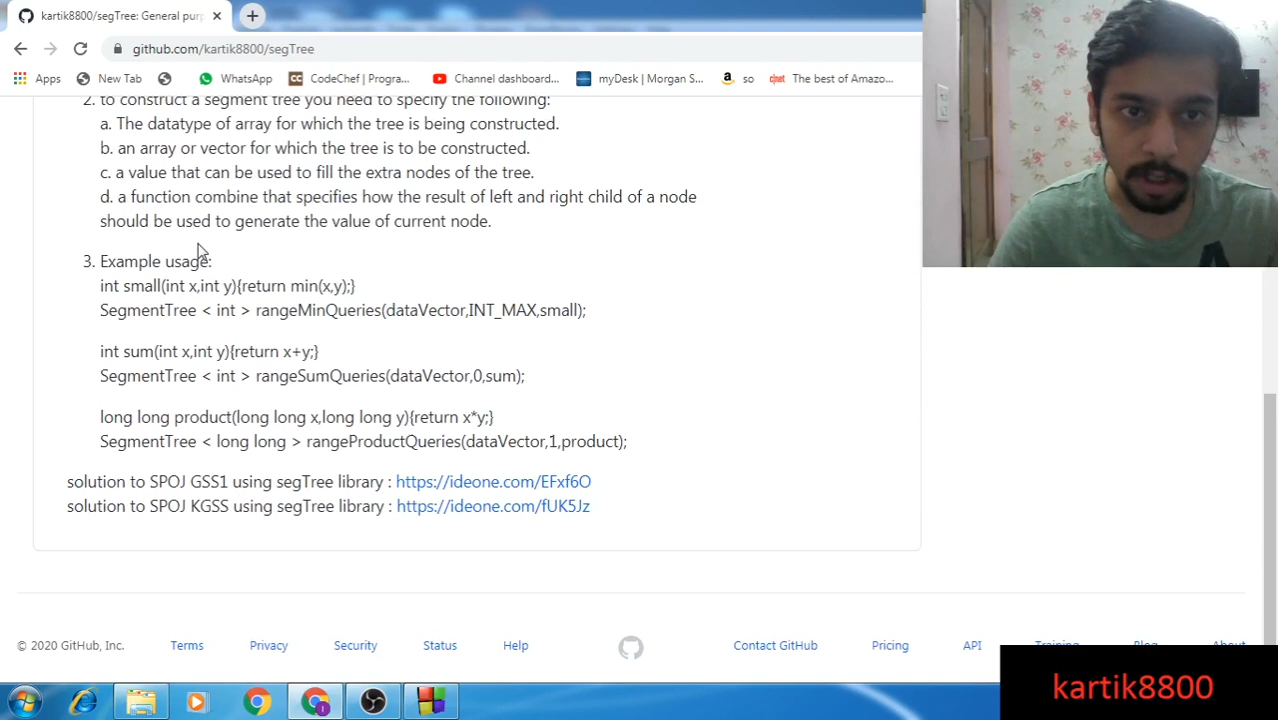 kartik8800/segTree: General purp
github.com/kartik8800/segTree
Apps
New Tab
WhatsApp
CodeChef | Progra...
Channel dashboard...
myDesk | Morgan S...
so
The best of Amazo...
2. to construct a segment tree you need to specify the following:
a. The datatype of array for which the tree is being constructed.
b. an array or vector for which the tree is to be constructed.
c. a value that can be used to fill the extra nodes of the tree.
d. a function combine that specifies how the result of left and right child of a node
should be used to generate the value of current node.
3. Example usage:
int small(int x,int y){return min(x,y);}
SegmentTree < int > rangeMinQueries(dataVector,INT_MAX,small);
int sum(int x,int y){return x+y;}
SegmentTree < int > rangeSumQueries(dataVector,0,sum);
long long product(long long x,long long y){return x*y;}
SegmentTree < long long > rangeProductQueries(dataVector,1,product);
solution to SPOJ GSS1 using segTree library : https://ideone.com/EFxf6O
solution to SPOJ KGSS using segTree library : https://ideone.com/fUK5Jz
© 2020 GitHub, Inc.
Terms
Privacy
Security
Status
Help
Contact GitHub
Pricing
API
Training
Blog
About
kartik8800